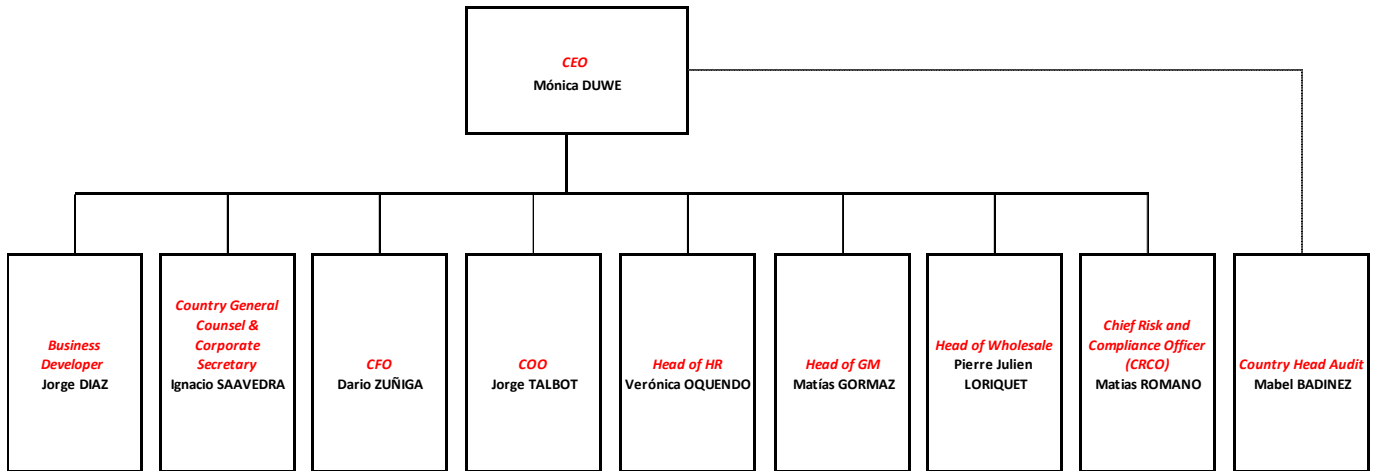 CEO
Mónica DUWE
Business
Developer
Jorge DIAZ
Country General
Counsel &
Corporate
Secretary
Ignacio SAAVEDRA
CFO
Dario ZUÑIGA
COO
Jorge TALBOT
Head of HR
Verónica OQUENDO
Head of GM
Matías GORMAZ
Head of Wholesale
Pierre Julien
LORIQUET
Chief Risk and
Compliance Officer
(CRCO)
Matias ROMANO
Country Head Audit
Mabel BADINEZ